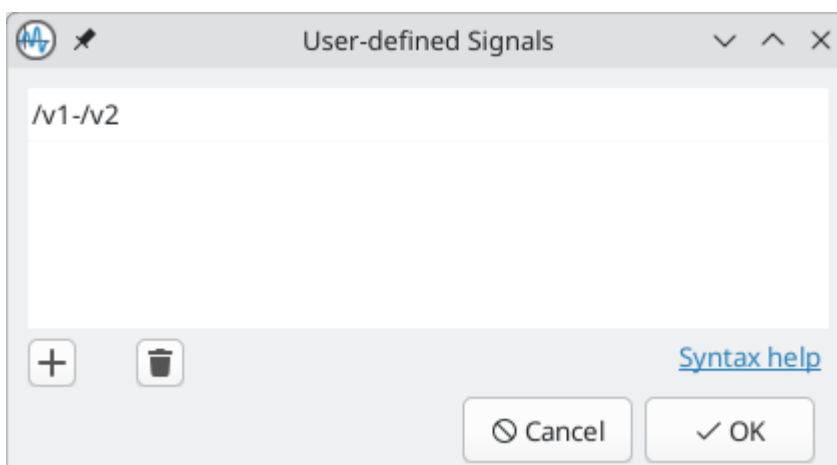 User-defined Signals
/v1-/v2
Syntax help
Cancel
OK